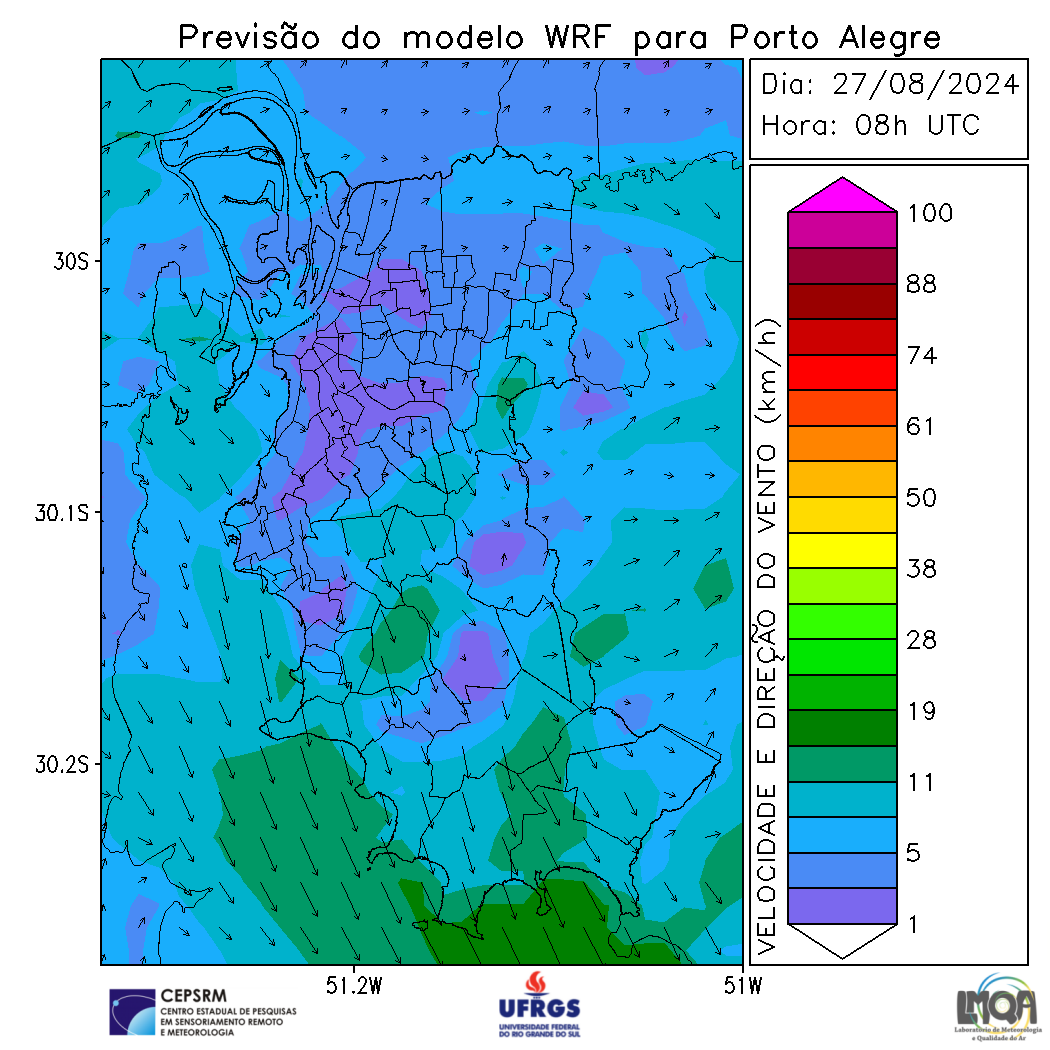 Previsão do modelo WRF para Porto Alegre
Dia: 27/08/2024
Hora: 08h UTC
30S
30.1S
30.2S
51.2W
51W
VELOCIDADE E DIREÇÃO DO VENTO (km/h)
100
88
74
61
50
38
28
19
11
5
1
CEPSRM
CENTRO ESTADUAL DE PESQUISAS
EM SENSORIAMENTO REMOTO
E METEOROLOGIA
UFRGS
UNIVERSIDADE FEDERAL
DO RIO GRANDE DO SUL
LMQA
Laboratório de Meteorologia
e Qualidade do Ar